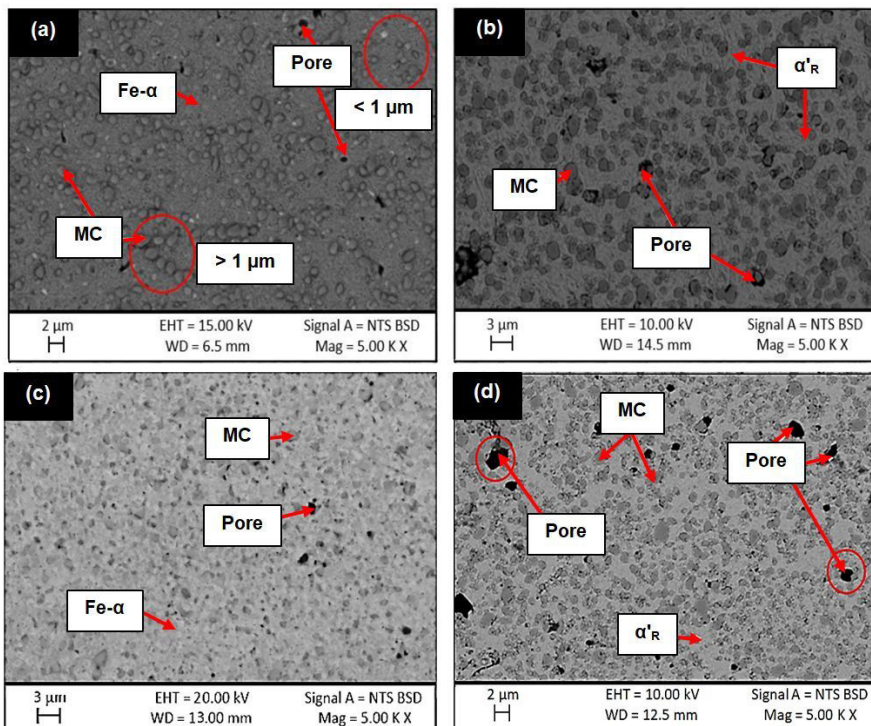 (a)
Pore
Fe-α
< 1 µm
MC
> 1 µm
2 µm
EHT = 15.00 kV
Signal A = NTS BSD
WD = 6.5 mm
Mag = 5.00 K X
(b)
α'R
MC
Pore
3 µm
EHT = 10.00 kV
Signal A = NTS BSD
WD = 14.5 mm
Mag = 5.00 K X
(c)
MC
Pore
Fe-α
3 µm
EHT = 20.00 kV
Signal A = NTS BSD
WD = 13.00 mm
Mag = 5.00 K X
(d)
MC
Pore
Pore
α'R
2 µm
EHT = 10.00 kV
Signal A = NTS BSD
WD = 12.5 mm
Mag = 5.00 K X